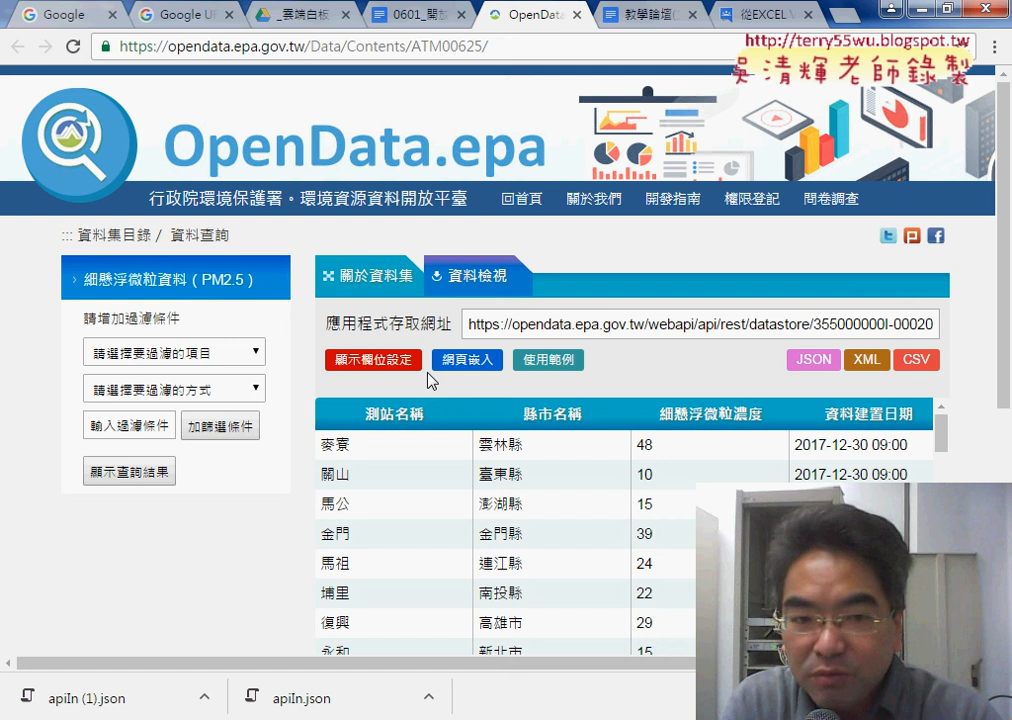 Google
Google UI
_雲端白板
0601_開放
OpenData
教學論壇(
從EXCEL V
https://opendata.epa.gov.tw/Data/Contents/ATM00625/
http://terry55wu.blogspot.tw
吳清輝老師錄製
OpenData.epa
行政院環境保護署。環境資源資料開放平臺
回首頁
關於我們
開發指南
權限登記
問卷調查
::: 資料集目錄 / 資料查詢
細懸浮微粒資料 ( PM2.5 )
請增加過濾條件
請選擇要過濾的項目
請選擇要過濾的方式
輸入過濾條件
加篩選條件
顯示查詢結果
關於資料集
資料檢視
應用程式存取網址
https://opendata.epa.gov.tw/webapi/api/rest/datastore/355000000I-00020
顯示欄位設定
網頁嵌入
使用範例
JSON
XML
CSV
測站名稱 縣市名稱 細懸浮微粒濃度 資料建置日期
麥寮 雲林縣 48 2017-12-30 09:00
關山 臺東縣 10 2017-12-30 09:00
馬公 澎湖縣 15
金門 金門縣 39
馬祖 連江縣 24
埔里 南投縣 22
復興 高雄市 29
永和 新北市 15
apiIn (1).json
apiIn.json